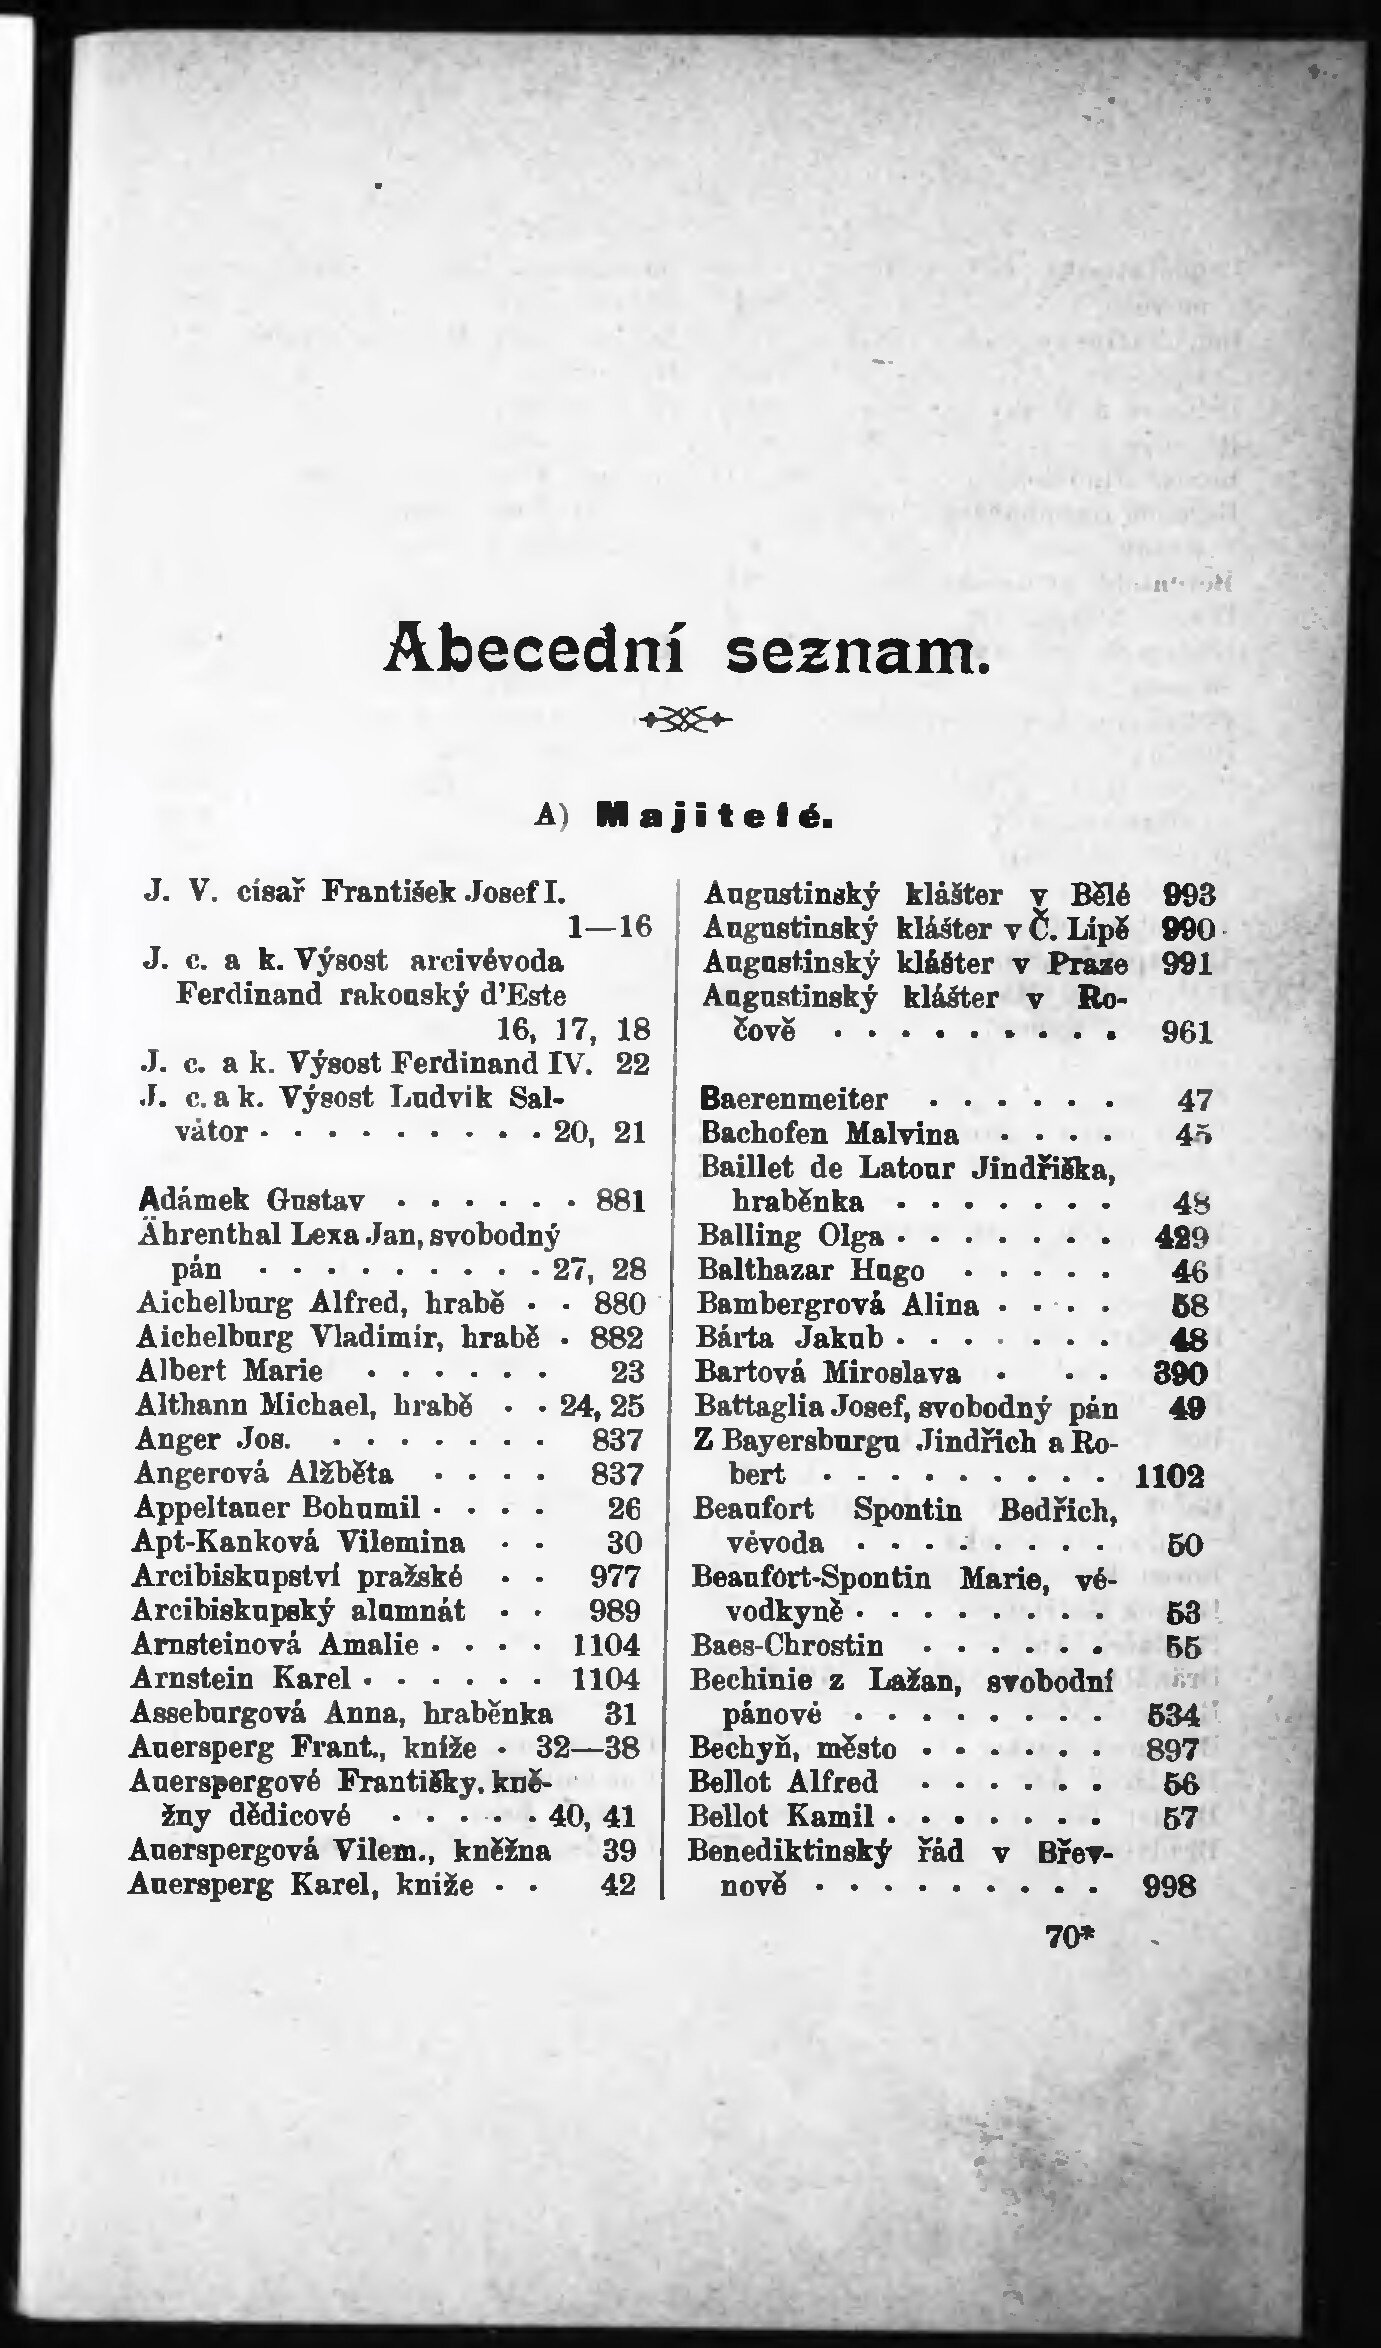 Abecední seznam.
A) Majitelé.
J. V. císař František Josef I.
1—16
J. c. a k. Výsost arcivévoda
Ferdinand rakouský d'Este
16, 17, 18
J. c. a k. Výsost Ferdinand IV. 22
J. c. a k. Výsost Ludvik Sal-
vátor · · · · · · · · · 20, 21
Adámek Gustav · · · · · · 881
Ährenthal Lexa Jan, svobodný
pán · · · · · · · · · 27, 28
Aichelburg Alfred, hrabě · · 880
Aichelburg Vladimír, hrabě · 882
Albert Marie · · · · · · 23
Althann Michael, hrabě · · 24, 25
Anger Jos. · · · · · · · 837
Angerová Alžběta · · · · 837
Appeltauer Bohumil · · · · 26
Apt-Kanková Vilemina · · 30
Arcibiskupství pražské · · 977
Arcibiskupský alumnát · · 989
Arnsteinová Amalie · · · · 1104
Arnstein Karel · · · · · · 1104
Asseburgová Anna, hraběnka 31
Auersperg Frant., kníže · 32—38
Auerspergové Františky, kně-
žny dědicové · · · · · 40, 41
Auerspergová Vilem., kněžna 39
Auersperg Karel, kníže · · 42
Augustinský klášter v Bělé 993
Augustinský klášter v Č. Lípě 990
Augustinský klášter v Praze 991
Augustinský klášter v Ro-
čově · · · · · · · · · 961
Baerenmeiter · · · · · · 47
Bachofen Malvina · · · · 45
Baillet de Latour Jindřiška,
hraběnka · · · · · · · 48
Balling Olga · · · · · · · 429
Balthazar Hugo · · · · · 46
Bambergrová Alina · · · · 58
Bárta Jakub · · · · · · · 48
Bartová Miroslava · · · 390
Battaglia Josef, svobodný pán 49
Z Bayersburgu Jindřich a Ro-
bert · · · · · · · · · 1102
Beaufort Spontin Bedřich,
vévoda · · · · · · · · 50
Beaufort-Spontin Marie, vé-
vodkyně · · · · · · · · 53
Baes-Chrostin · · · · · · 55
Bechinie z Lažan, svobodní
pánové · · · · · · · · 534
Bechyň, město · · · · · · 897
Bellot Alfred · · · · · · 56
Bellot Kamil · · · · · · · 57
Benediktinský řád v Břev-
nově · · · · · · · · · 998
70*